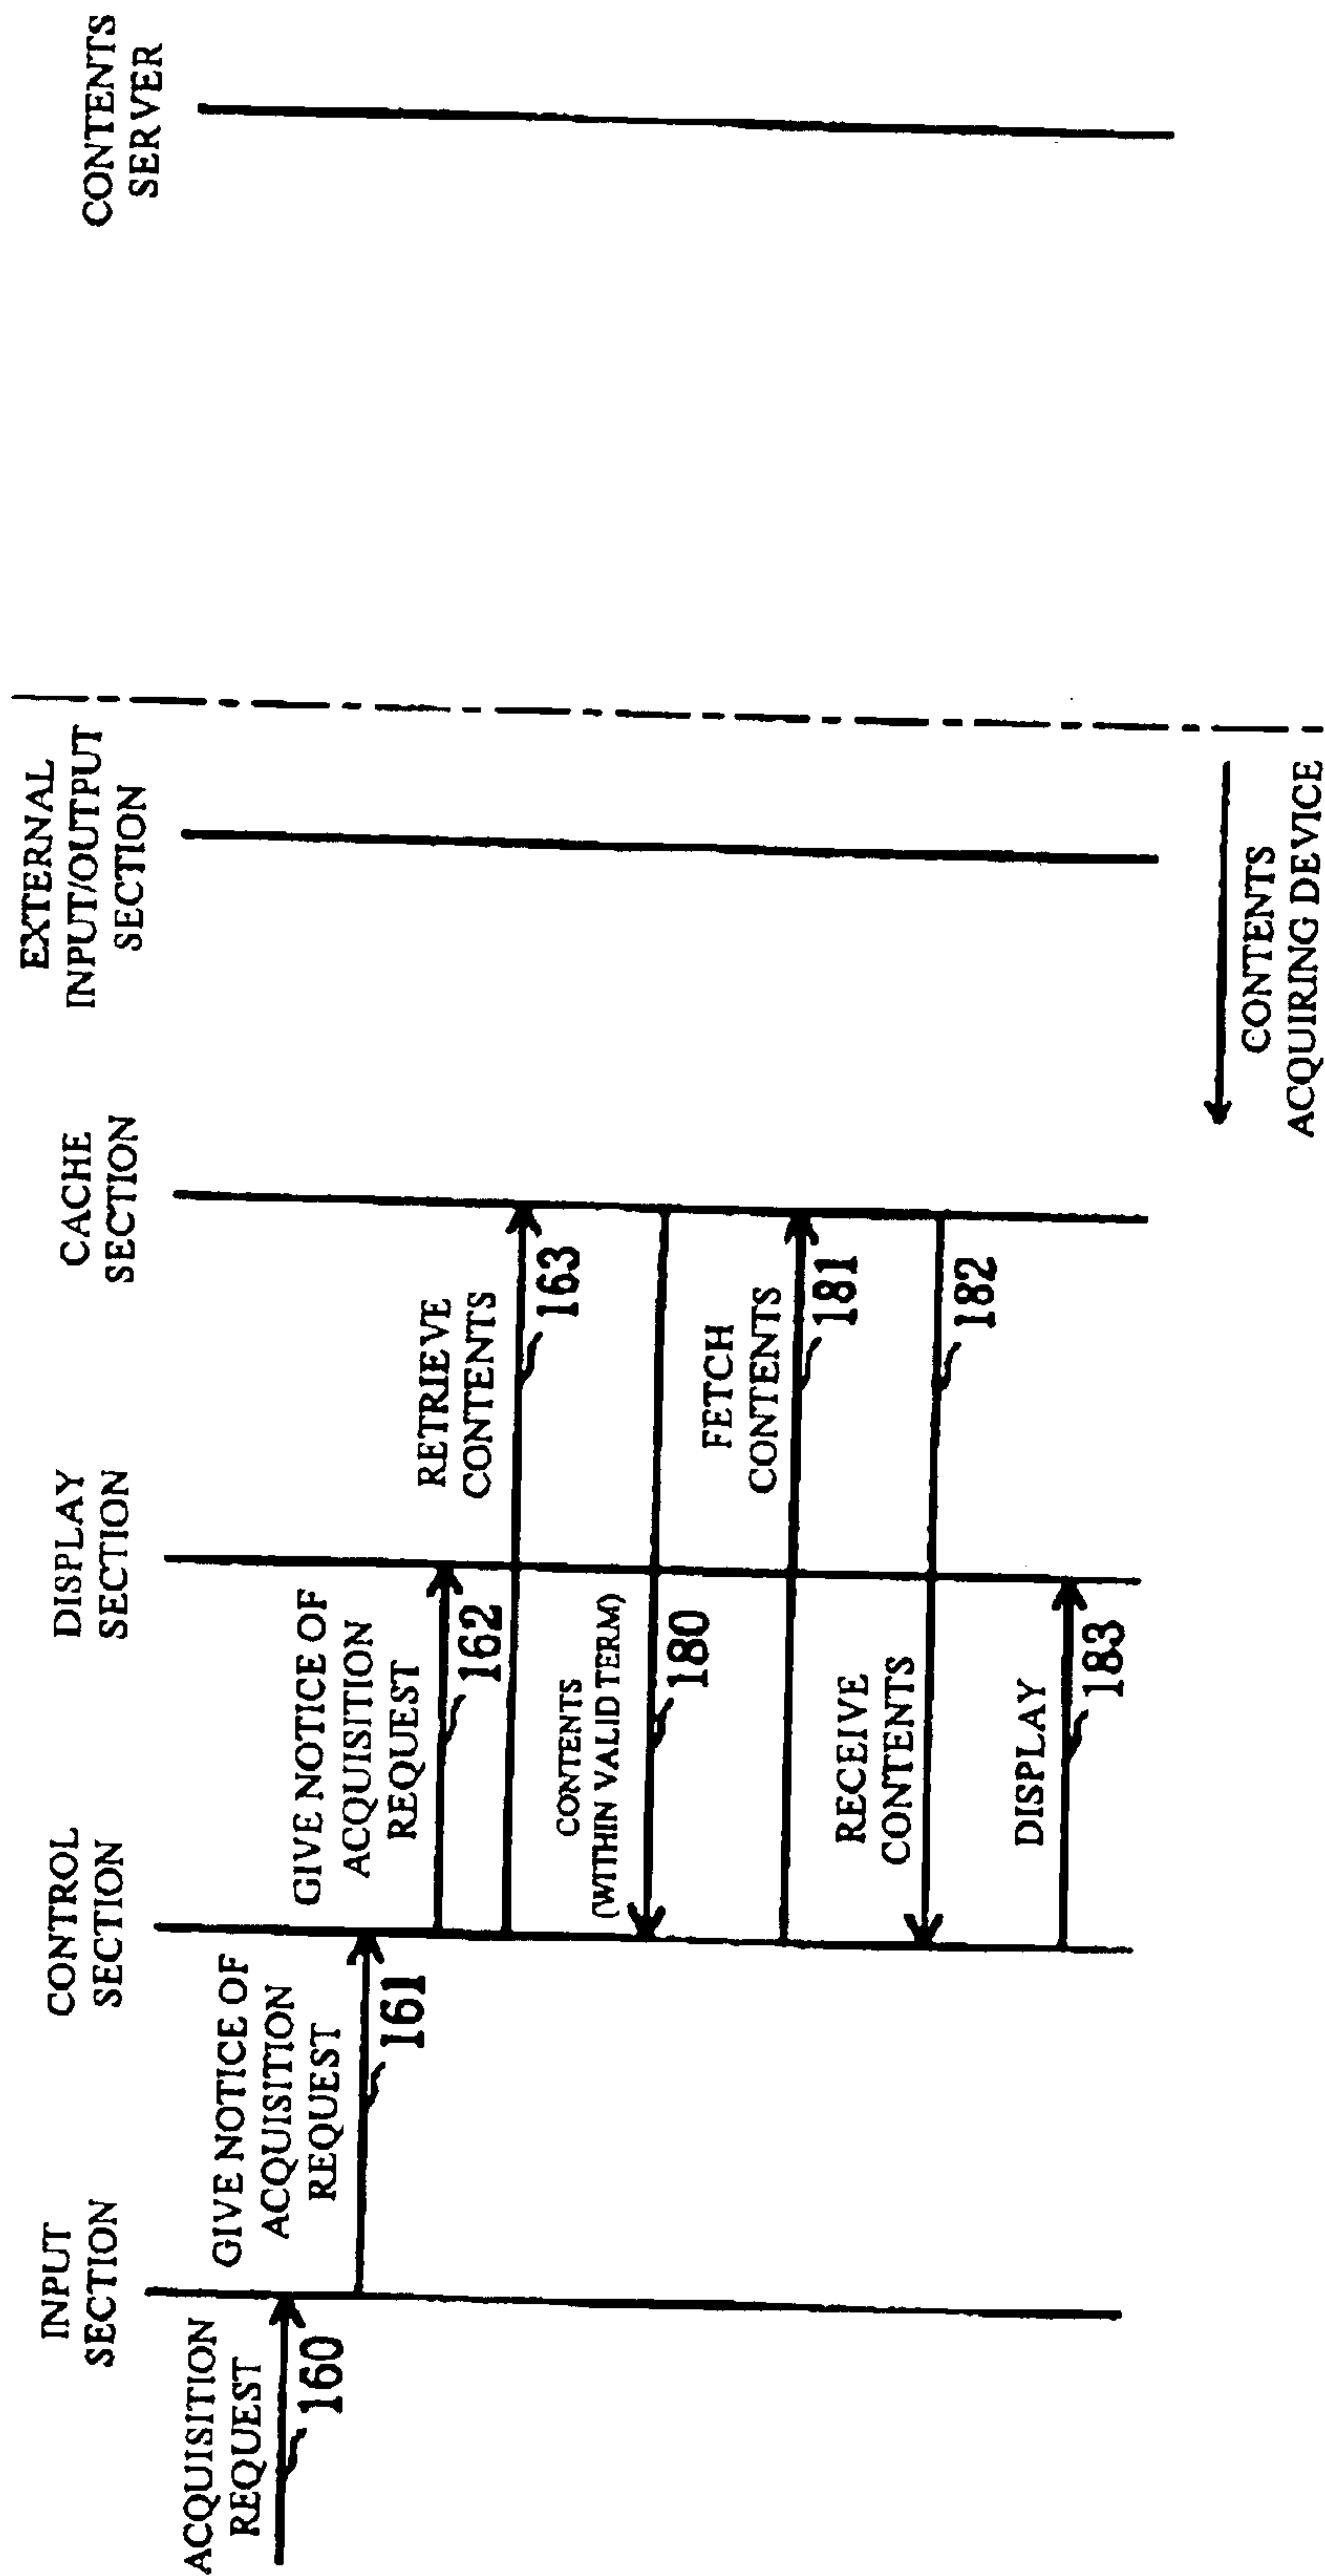 INPUT
SECTION
CONTROL
SECTION
DISPLAY
SECTION
CACHE
SECTION
EXTERNAL
INPUT/OUTPUT
SECTION
CONTENTS
SERVER
ACQUISITION
REQUEST
160
GIVE NOTICE OF
ACQUISITION
REQUEST
161
GIVE NOTICE OF
ACQUISITION
REQUEST
162
RETRIEVE
CONTENTS
163
CONTENTS
(WITHIN VALID TERM)
180
FETCH
CONTENTS
181
RECEIVE
CONTENTS
182
DISPLAY
183
CONTENTS
ACQUIRING DEVICE